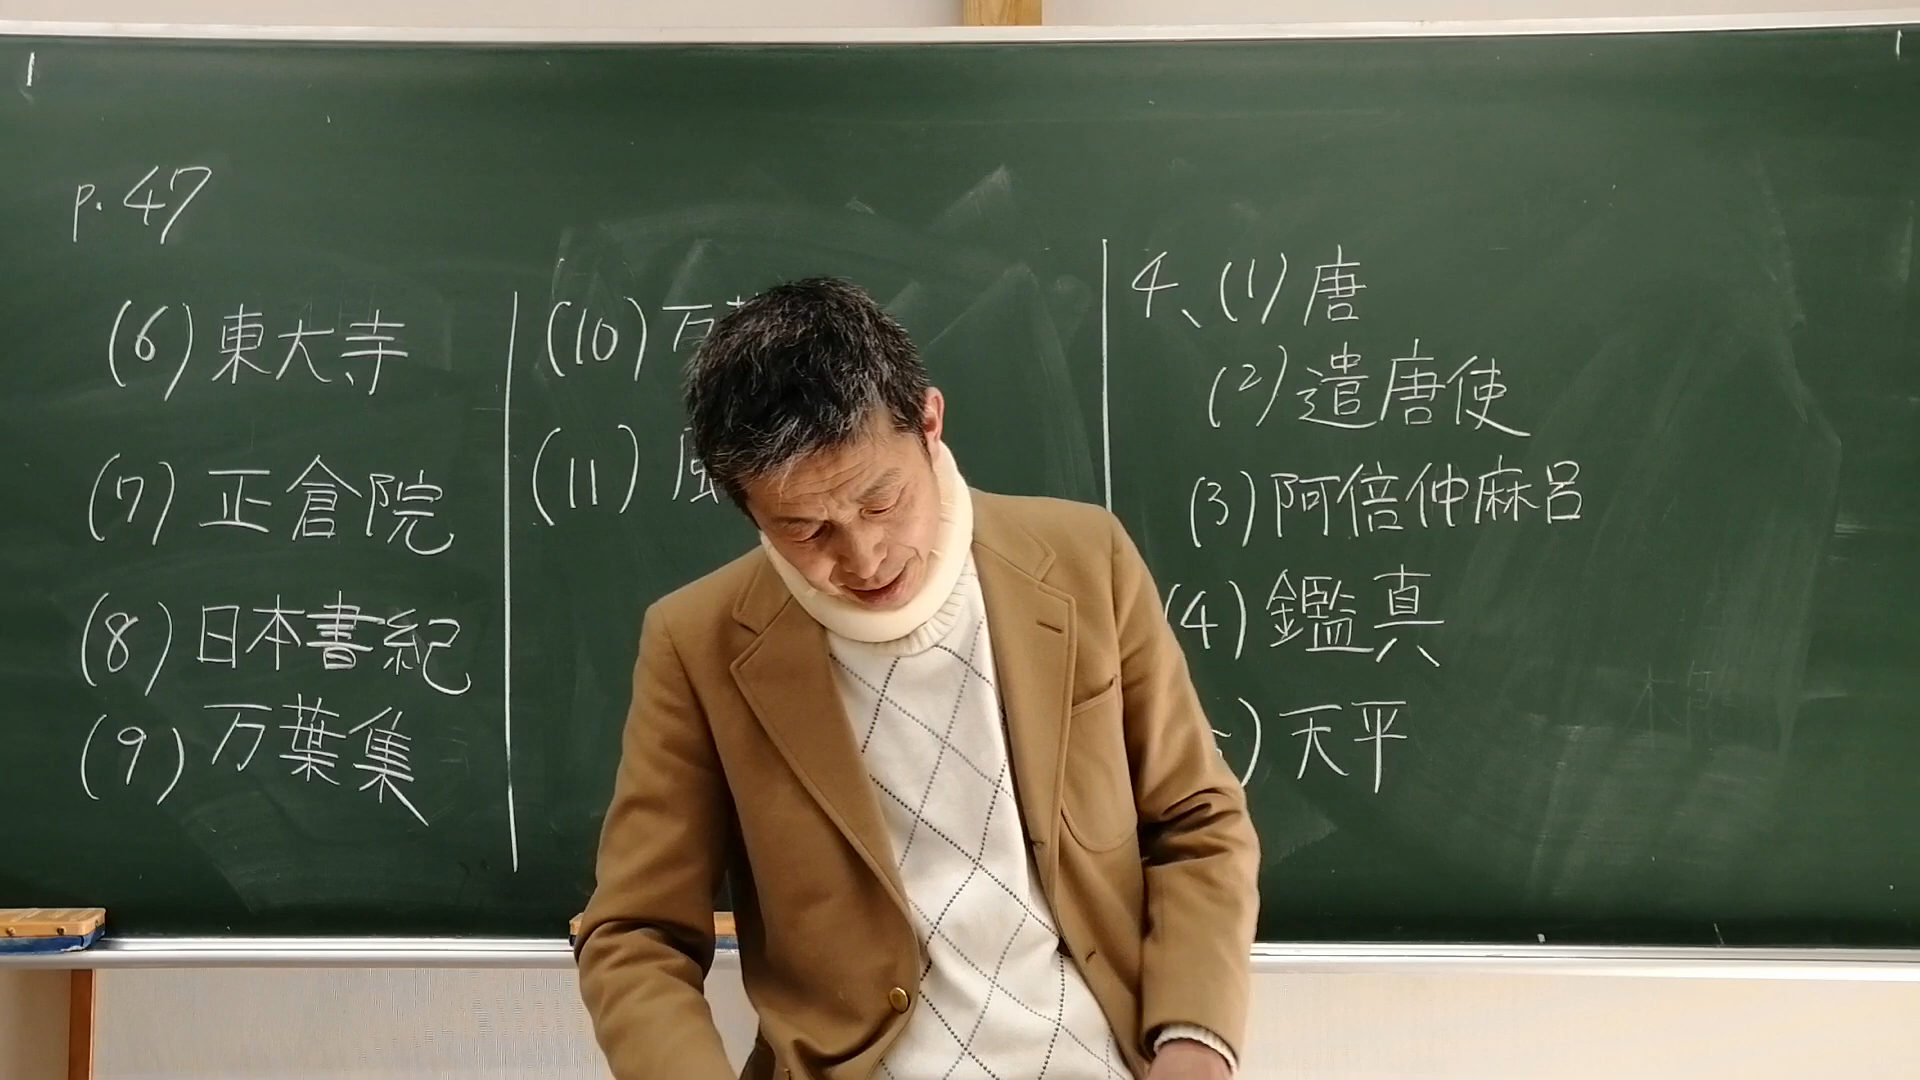 p.47
(6) 東大寺
(7) 正倉院
(8) 日本書紀
(9) 万葉集
(10) 万
(11)
4、(1) 唐
(2) 遣唐使
(3) 阿倍仲麻呂
(4) 鑑真
) 天平